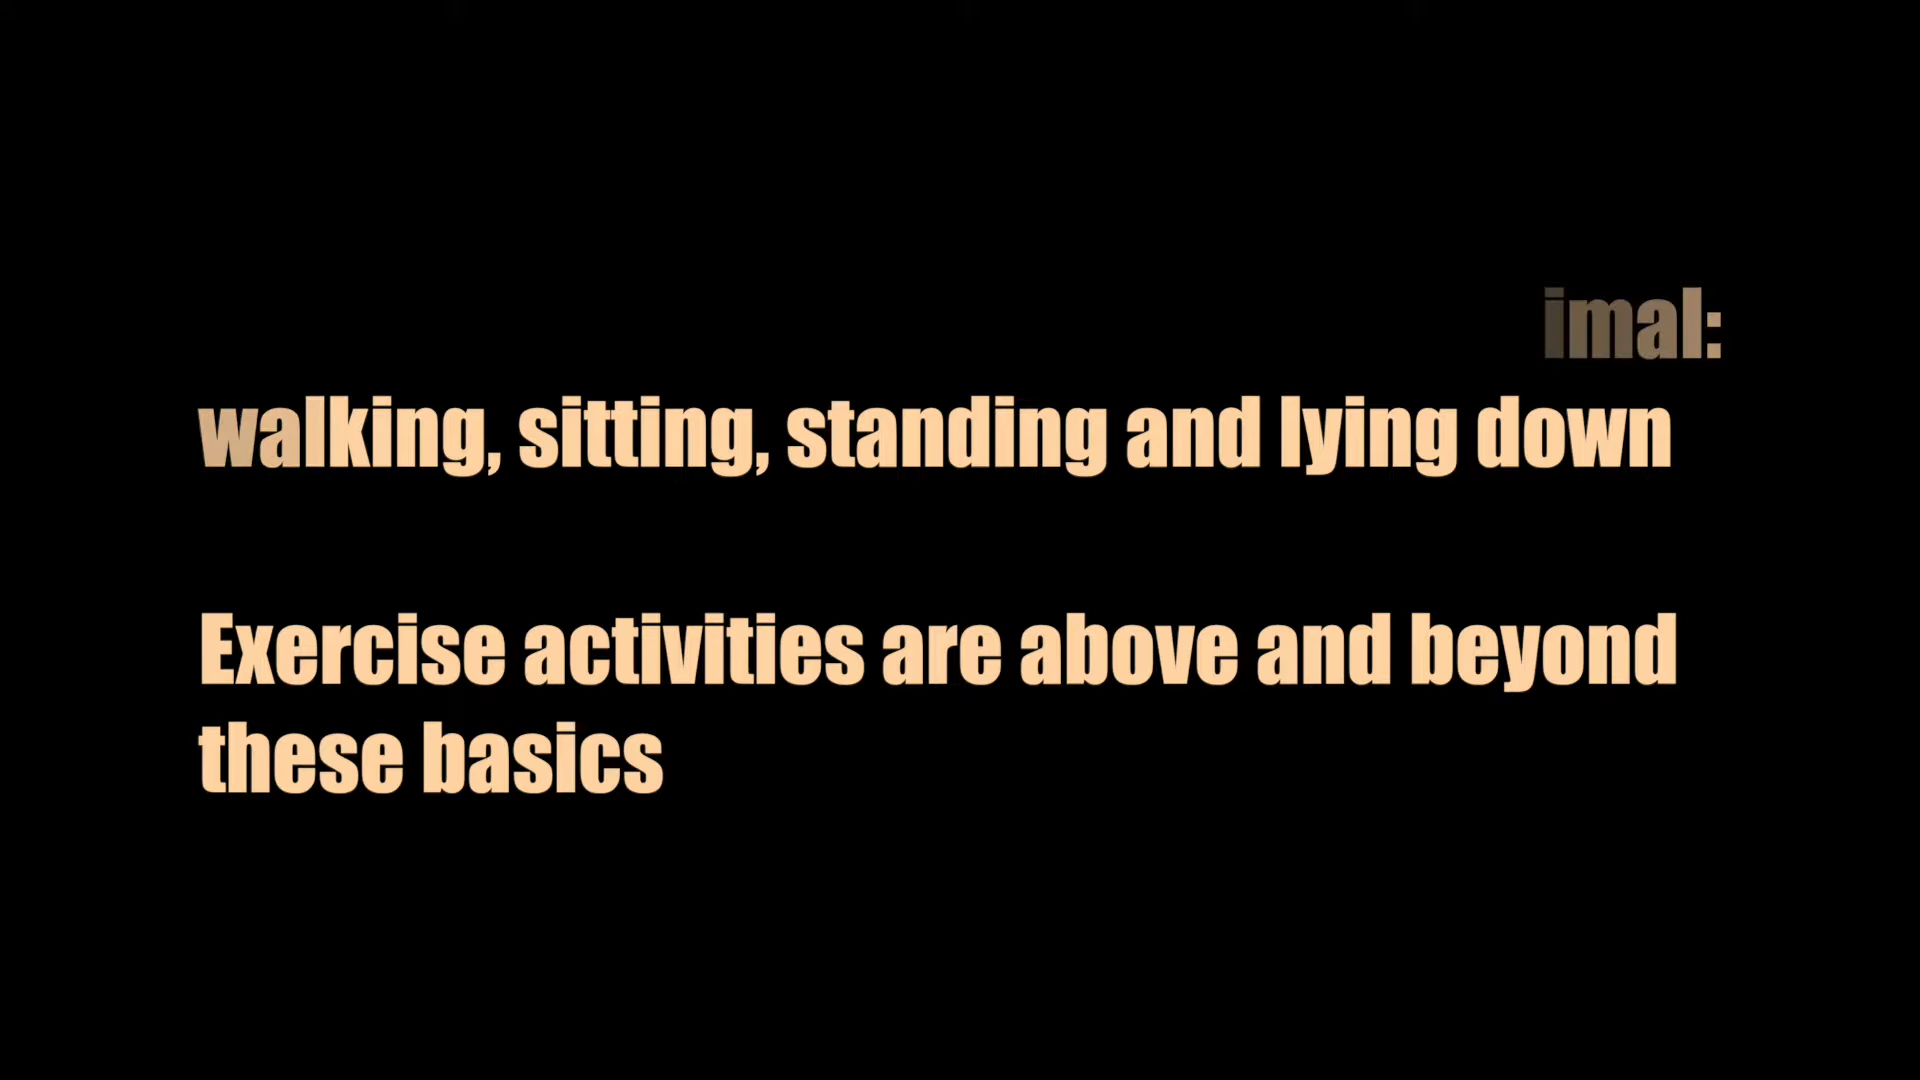 imal:
walking, sitting, standing and lying down
Exercise activities are above and beyond
these basics